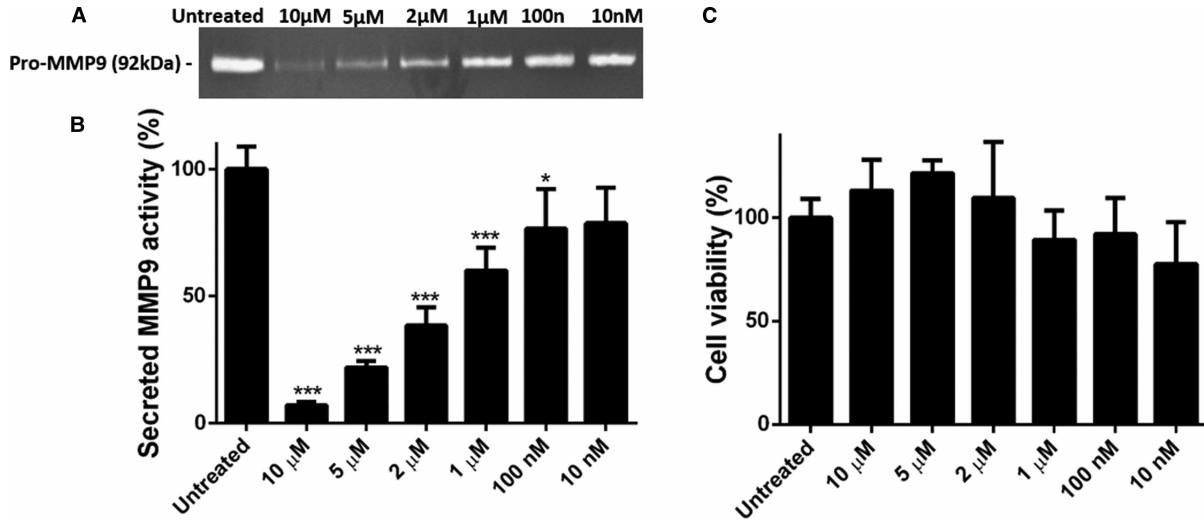 A
Untreated 10µM 5µM 2µM 1µM 100n 10nM
Pro-MMP9 (92kDa) -
B
Secreted MMP9 activity (%)
100
50
0
***
***
***
***
*
Untreated
10 µM
5 µM
2 µM
1 µM
100 nM
10 nM
C
Cell viability (%)
100
50
0
Untreated
10 µM
5 µM
2 µM
1 µM
100 nM
10 nM